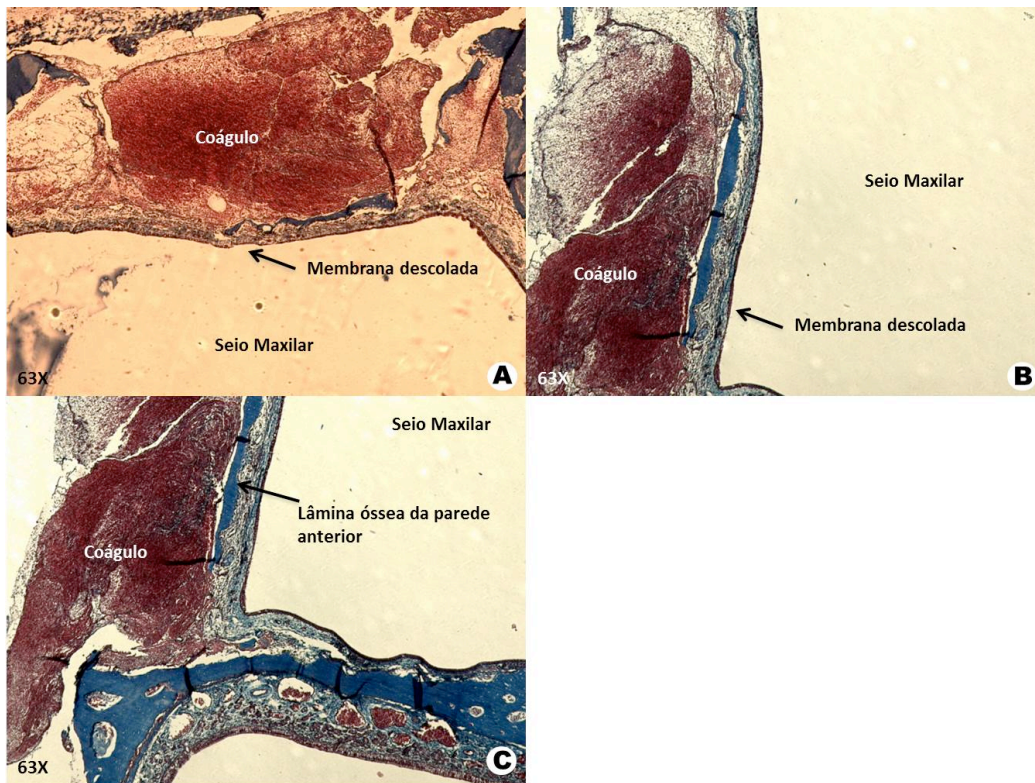 Coágulo
Membrana descolada
Seio Maxilar
63X
A
Seio Maxilar
Coágulo
Membrana descolada
63X
B
Seio Maxilar
Lâmina óssea da parede
anterior
Coágulo
63X
C